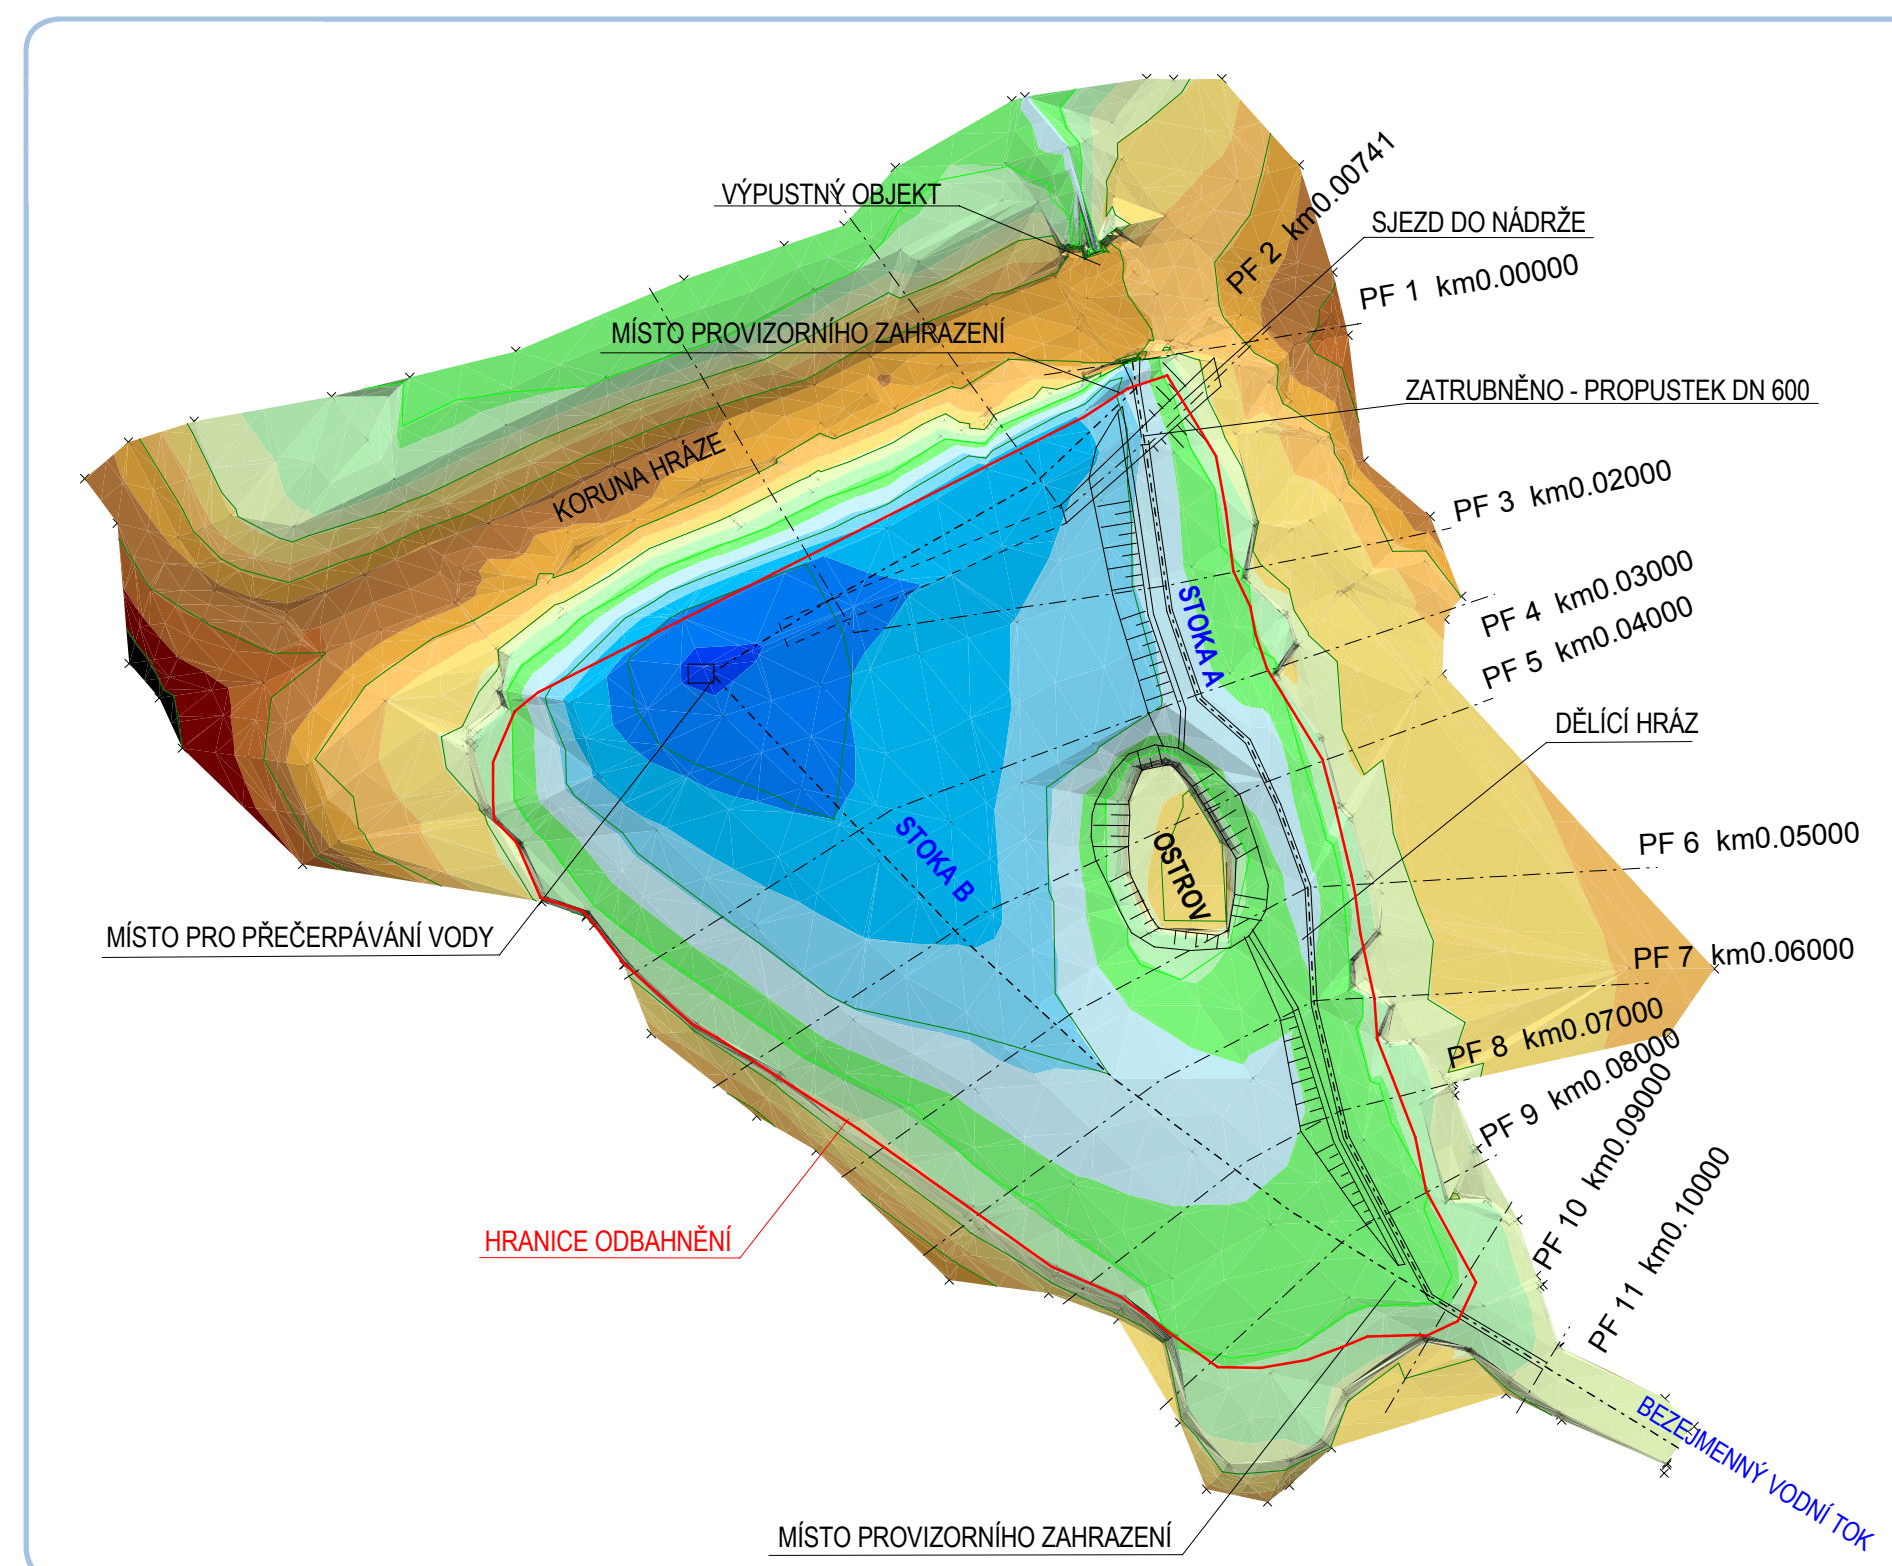 VÝPUSTNÝ OBJEKT
PF 2 km0.00741
SJEZD DO NÁDRŽE
PF 1 km0.00000
MÍSTO PROVIZORNÍHO ZAHRAZENÍ
ZATRUBNĚNO - PROPUSTEK DN 600
KORUNA HRÁZE
PF 3 km0.02000
PF 4 km0.03000
STOKA A
PF 5 km0.04000
DĚLÍCÍ HRÁZ
STOKA B
OSTROV
PF 6 km0.05000
MÍSTO PRO PŘEČERPÁVÁNÍ VODY
PF 7 km0.06000
PF 8 km0.07000
PF 9 km0.08000
PF 10 km0.09000
HRANICE ODBAHNĚNÍ
PF 11 km0.10000
BEZEJMENNÝ VODNÍ TOK
MÍSTO PROVIZORNÍHO ZAHRAZENÍ